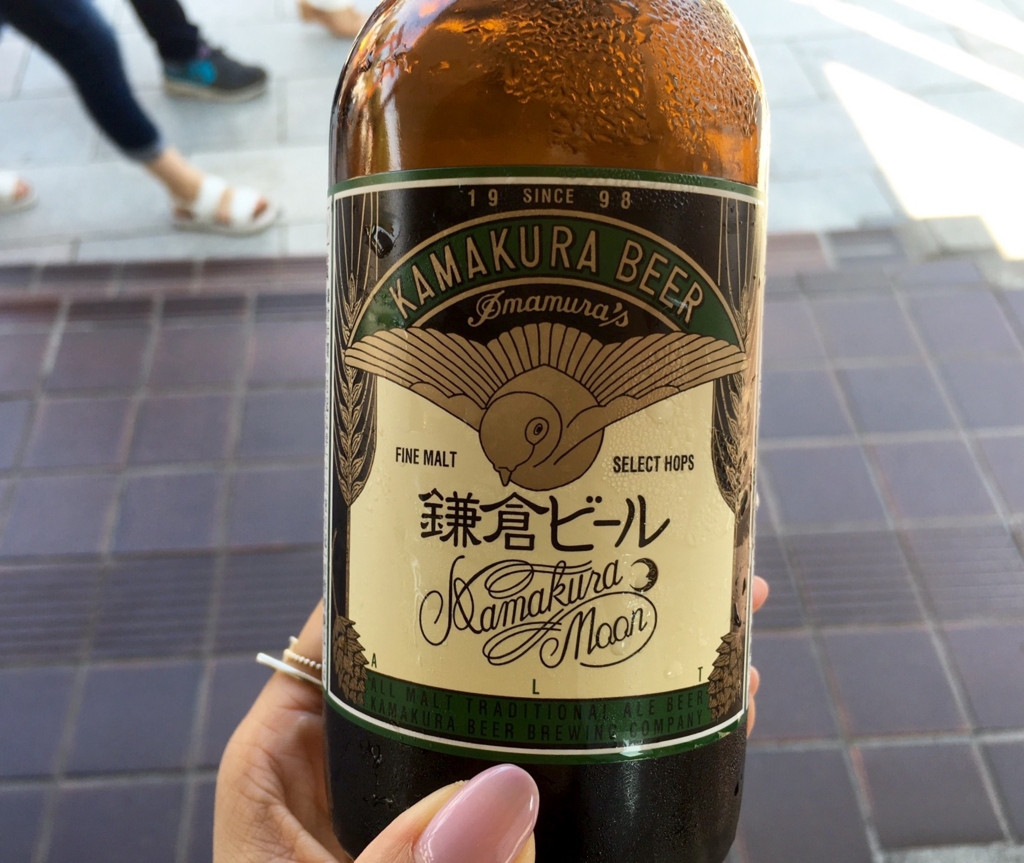 19 SINCE 98
KAMAKURA BEER
Imamura's
FINE MALT
SELECT HOPS
鎌倉ビール
Kamakura
Moon
A L T
ALL MALT TRADITIONAL ALE BEER
KAMAKURA BEER BREWING COMPANY